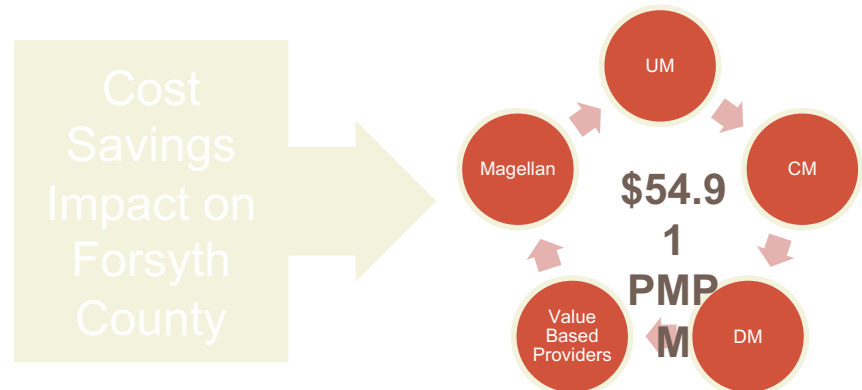 Cost
Savings
Impact on
Forsyth
County
UM
Magellan
CM
$54.9
1
PMP
M
Value
Based
Providers
DM